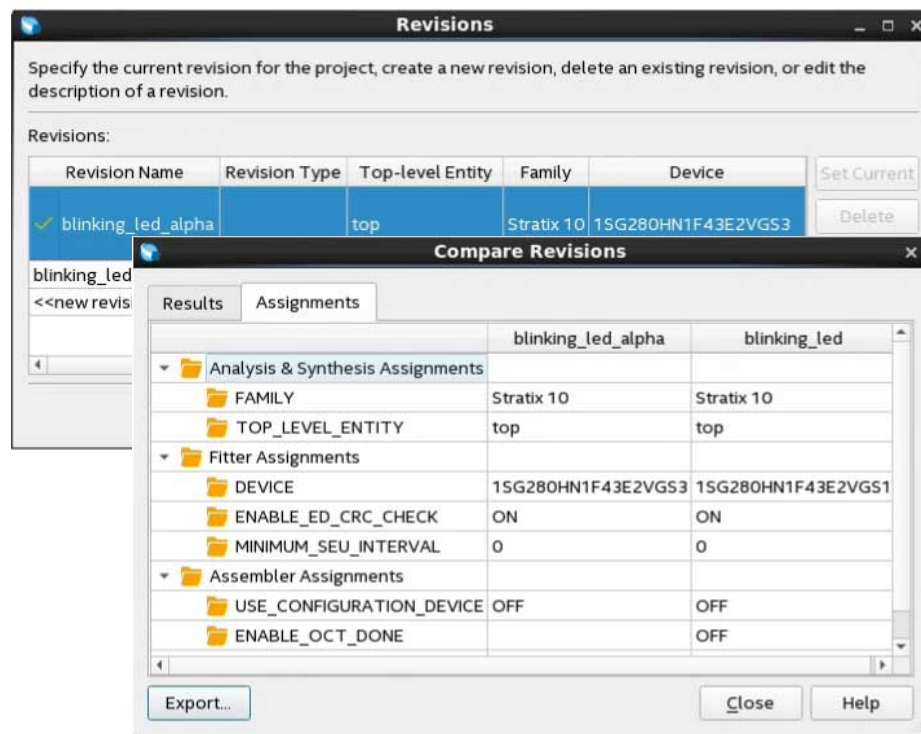 Revisions
Specify the current revision for the project, create a new revision, delete an existing revision, or edit the
description of a revision.
Revisions:
Revision Name Revision Type Top-level Entity Family Device
Set Current
blinking_led_alpha top Stratix 10 1SG280HN1F43E2VGS3
Delete
blinking_led
<<new revis
Compare Revisions
Results Assignments
blinking_led_alpha blinking_led
Analysis & Synthesis Assignments
FAMILY Stratix 10 Stratix 10
TOP_LEVEL_ENTITY top top
Fitter Assignments
DEVICE 1SG280HN1F43E2VGS3 1SG280HN1F43E2VGS1
ENABLE_ED_CRC_CHECK ON ON
MINIMUM_SEU_INTERVAL 0 0
Assembler Assignments
USE_CONFIGURATION_DEVICE OFF OFF
ENABLE_OCT_DONE OFF
Export... Close Help